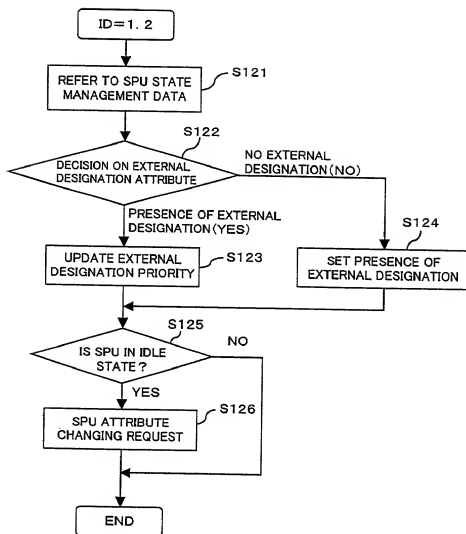 ID=1. 2
REFER TO SPU STATE
MANAGEMENT DATA
S121
S122
DECISION ON EXTERNAL
DESIGNATION ATTRIBUTE
NO EXTERNAL
DESIGNATION(NO)
PRESENCE OF EXTERNAL
DESIGNATION(YES)
S124
UPDATE EXTERNAL
DESIGNATION PRIORITY
S123
SET PRESENCE OF
EXTERNAL DESIGNATION
S125
IS SPU IN IDLE
STATE?
NO
YES
SPU ATTRIBUTE
CHANGING REQUEST
S126
END